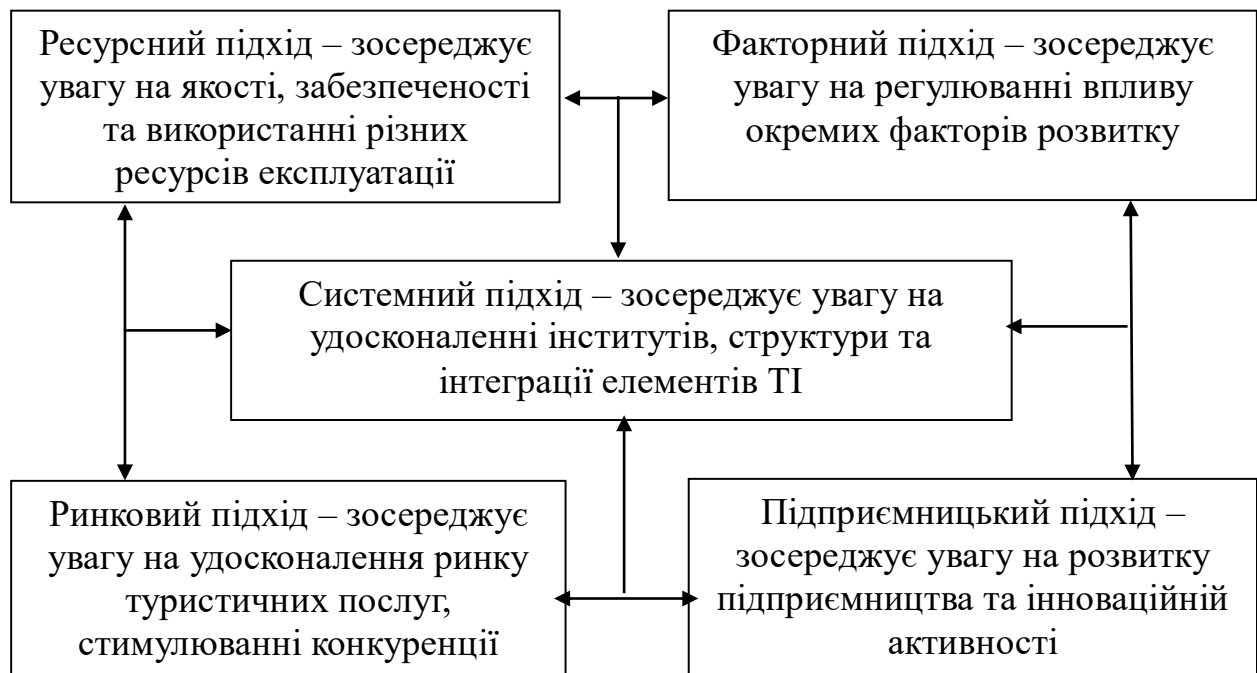 Ресурсний підхід – зосереджує
увагу на якості, забезпеченості
та використанні різних
ресурсів експлуатації
Факторний підхід – зосереджує
увагу на регулюванні впливу
окремих факторів розвитку
Системний підхід – зосереджує увагу на
удосконаленні інститутів, структури та
інтеграції елементів ТІ
Ринковий підхід – зосереджує
увагу на удосконалення ринку
туристичних послуг,
стимулюванні конкуренції
Підприємницький підхід –
зосереджує увагу на розвитку
підприємництва та інноваційній
активності